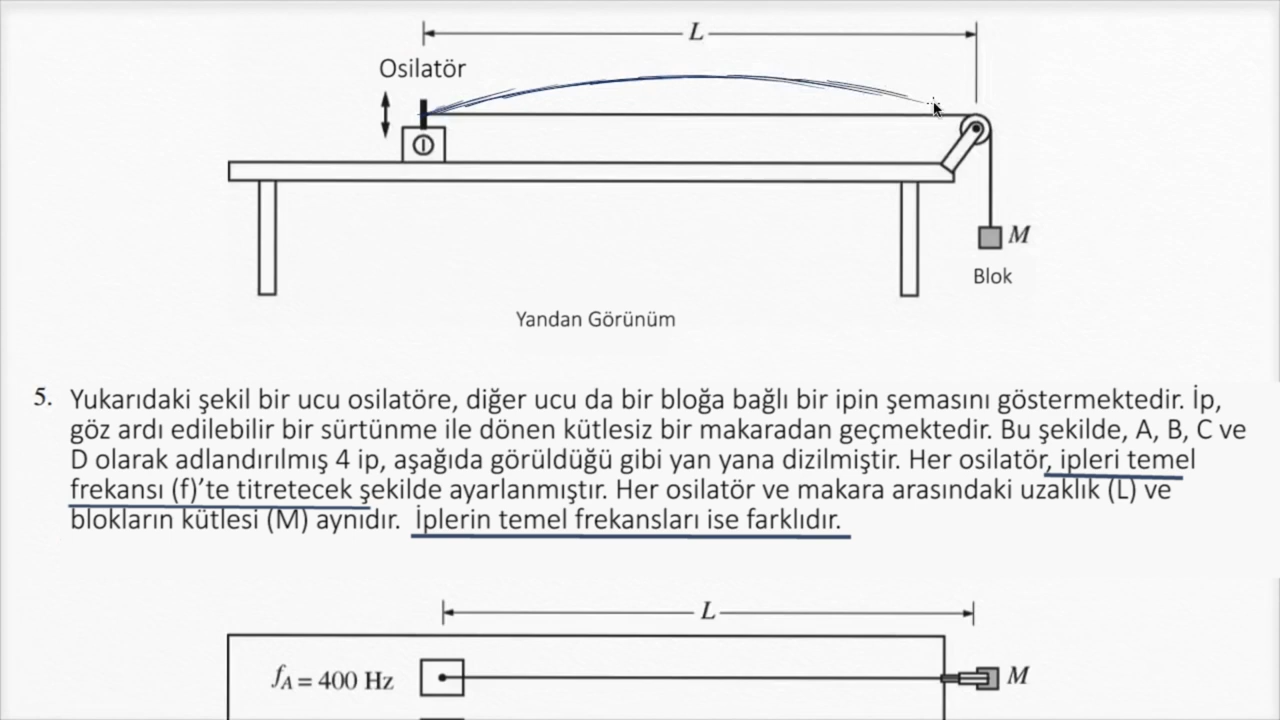 L
Osilatör
M
Blok
Yandan Görünüm
5. Yukarıdaki şekil bir ucu osilatöre, diğer ucu da bir bloğa bağlı bir ipin şemasını göstermektedir. İp,
göz ardı edilebilir bir sürtünme ile dönen kütlesiz bir makaradan geçmektedir. Bu şekilde, A, B, C ve
D olarak adlandırılmış 4 ip, aşağıda görüldüğü gibi yan yana dizilmiştir. Her osilatör, ipleri temel
frekansı (f)’te titretecek şekilde ayarlanmıştır. Her osilatör ve makara arasındaki uzaklık (L) ve
blokların kütlesi (M) aynıdır. İplerin temel frekansları ise farklıdır.
L
fA = 400 Hz
M